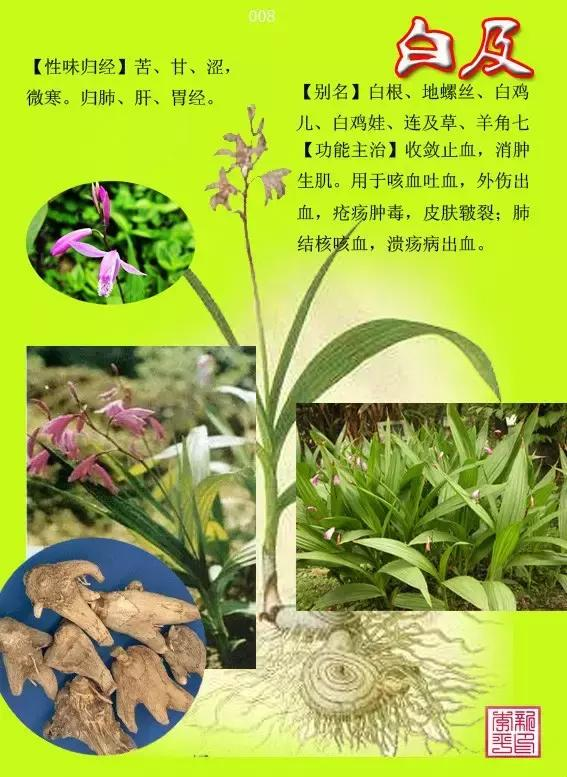 008
白及
【性味归经】苦、甘、涩，
微寒。归肺、肝、胃经。
【别名】白根、地螺丝、白鸡
儿、白鸡娃、连及草、羊角七
【功能主治】收敛止血，消肿
生肌。用于咳血吐血，外伤出
血，疮疡肿毒，皮肤皲裂；肺
结核咳血，溃疡病出血。